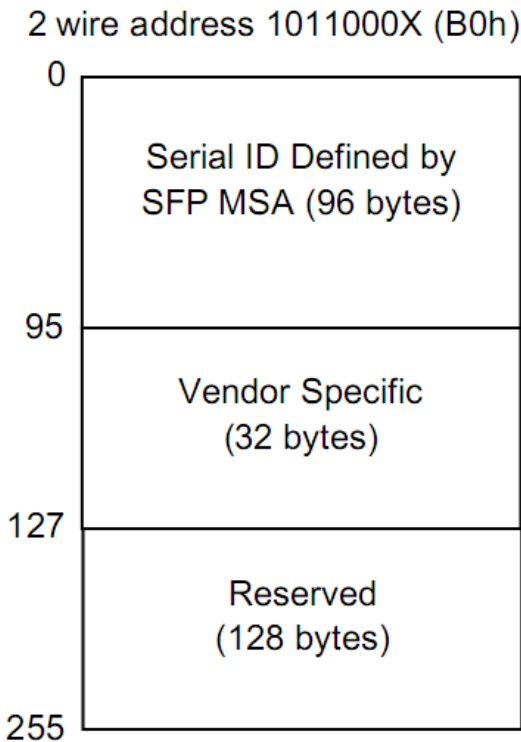 2 wire address 1011000X (B0h)
0
Serial ID Defined by
SFP MSA (96 bytes)
95
Vendor Specific
(32 bytes)
127
Reserved
(128 bytes)
255